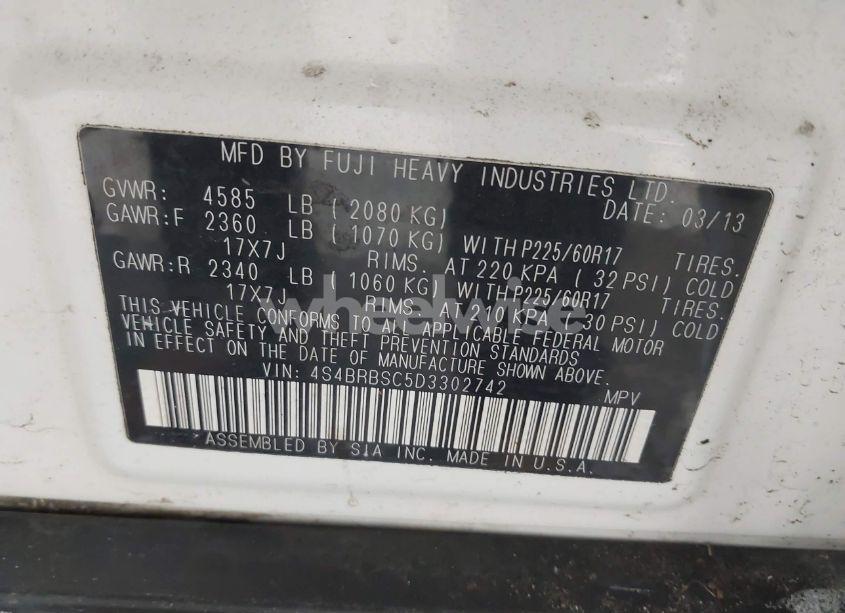 MFD BY FUJI HEAVY INDUSTRIES LTD.
GVWR: 4585 LB ( 2080 KG) DATE: 03/13
GAWR:F 2360 LB ( 1070 KG) WITH P225/60R17 TIRES.
17X7J RIMS. AT 220 KPA ( 32 PSI) COLD
GAWR:R 2340 LB ( 1060 KG) WITH P225/60R17 TIRES.
17X7J RIMS. AT 210 KPA ( 30 PSI) COLD
THIS VEHICLE CONFORMS TO ALL APPLICABLE FEDERAL MOTOR
VEHICLE SAFETY AND THEFT PREVENTION STANDARDS
IN EFFECT ON THE DATE OF MANUFACTURE SHOWN ABOVE.
VIN: 4S4BRBSC5D3302742 MPV
ASSEMBLED BY SIA INC. MADE IN U.S.A.
wheelwise